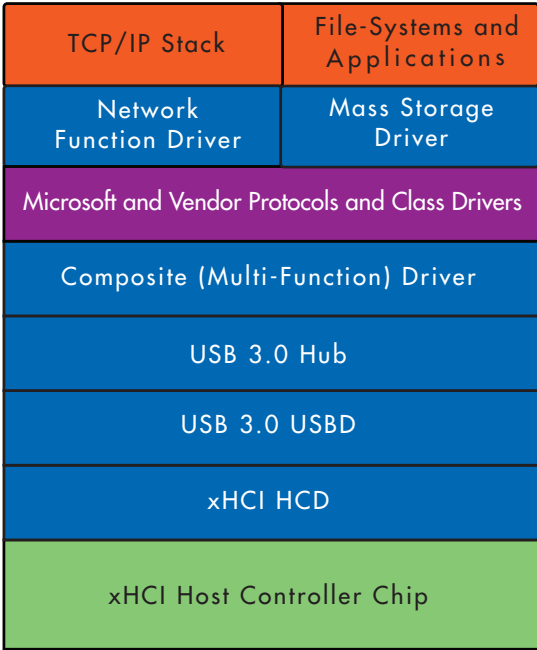 TCP/IP Stack
File-Systems and
Applications
Network
Function Driver
Mass Storage
Driver
Microsoft and Vendor Protocols and Class Drivers
Composite (Multi-Function) Driver
USB 3.0 Hub
USB 3.0 USBD
xHCI HCD
xHCI Host Controller Chip